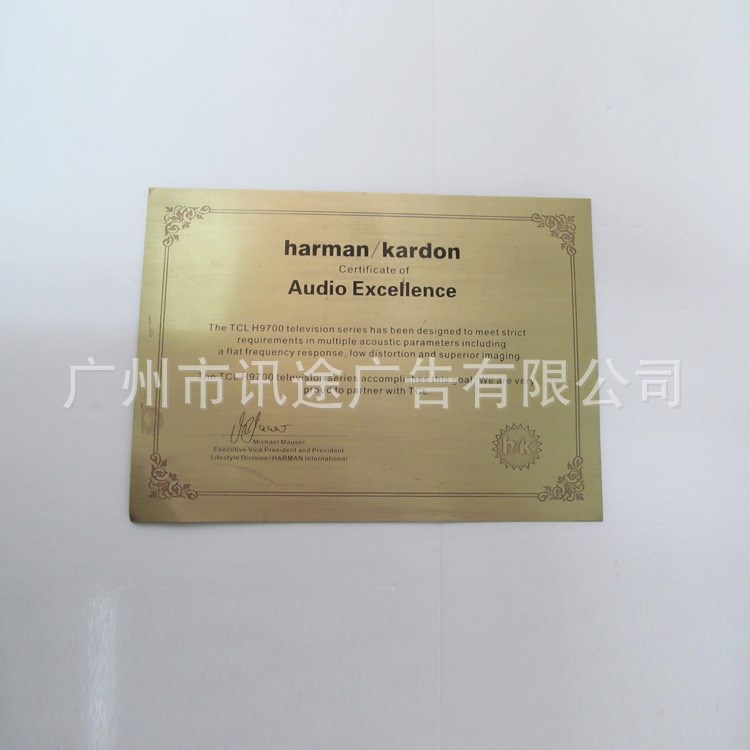 harman/kardon
Certificate of
Audio Excellence
The TCL H9700 television series has been designed to meet strict
requirements in multiple acoustic parameters including
a flat frequency response, low distortion and superior imaging
广州市讯途广告有限公司
The TCL H9700 television series accomplishes this goal. We are very
proud to partner with TCL.
Michael Mauser
Executive Vice President and President
Lifestyle Division/HARMAN International
h/k